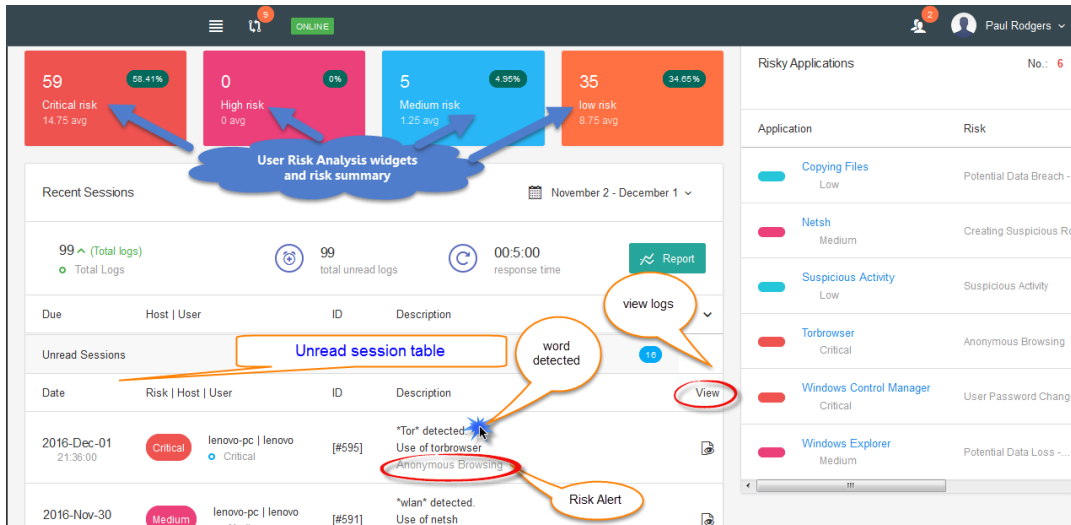 9
ONLINE
2
Paul Rodgers
59
58.41%
Critical risk
14.75 avg
0
0%
High risk
0 avg
5
4.95%
Medium risk
1.25 avg
35
34.65%
low risk
8.75 avg
User Risk Analysis widgets
and risk summary
Recent Sessions
November 2 - December 1
99 (Total logs)
Total Logs
99
total unread logs
00:5:00
response time
Report
view logs
Due
Host | User
ID
Description
Unread Sessions
Unread session table
word
detected
16
Date
Risk | Host | User
ID
Description
View
2016-Dec-01
21:36:00
Critical
lenovo-pc | lenovo
Critical
[#595]
*Tor* detected.
Use of torbrowser
Anonymous Browsing
Risk Alert
2016-Nov-30
Medium
lenovo-pc | lenovo
[#591]
*wlan* detected.
Use of netsh
Risky Applications
No.: 6
Application
Risk
Copying Files
Low
Potential Data Breach -
Netsh
Medium
Creating Suspicious Ro
Suspicious Activity
Low
Suspicious Activity
Torbrowser
Critical
Anonymous Browsing
Windows Control Manager
Critical
User Password Chang
Windows Explorer
Medium
Potential Data Loss -...